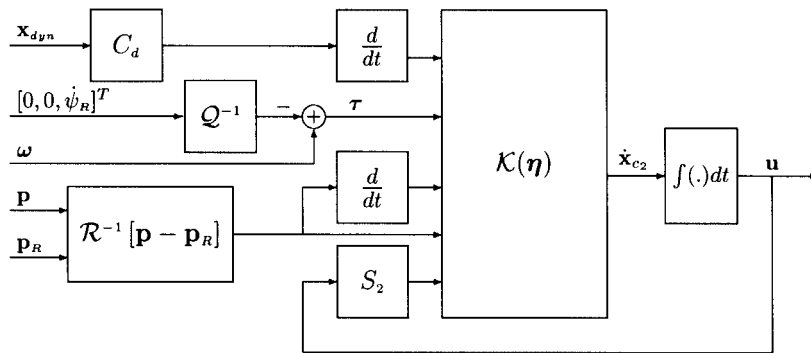 x_dyn
C_d
d/dt
[0, 0, ψ̇_R]^T
Q^-1
−
+
τ
ω
K(η)
ẋ_c₂
∫(.)dt
u
p
p_R
R^-1 [p − p_R]
d/dt
S_2